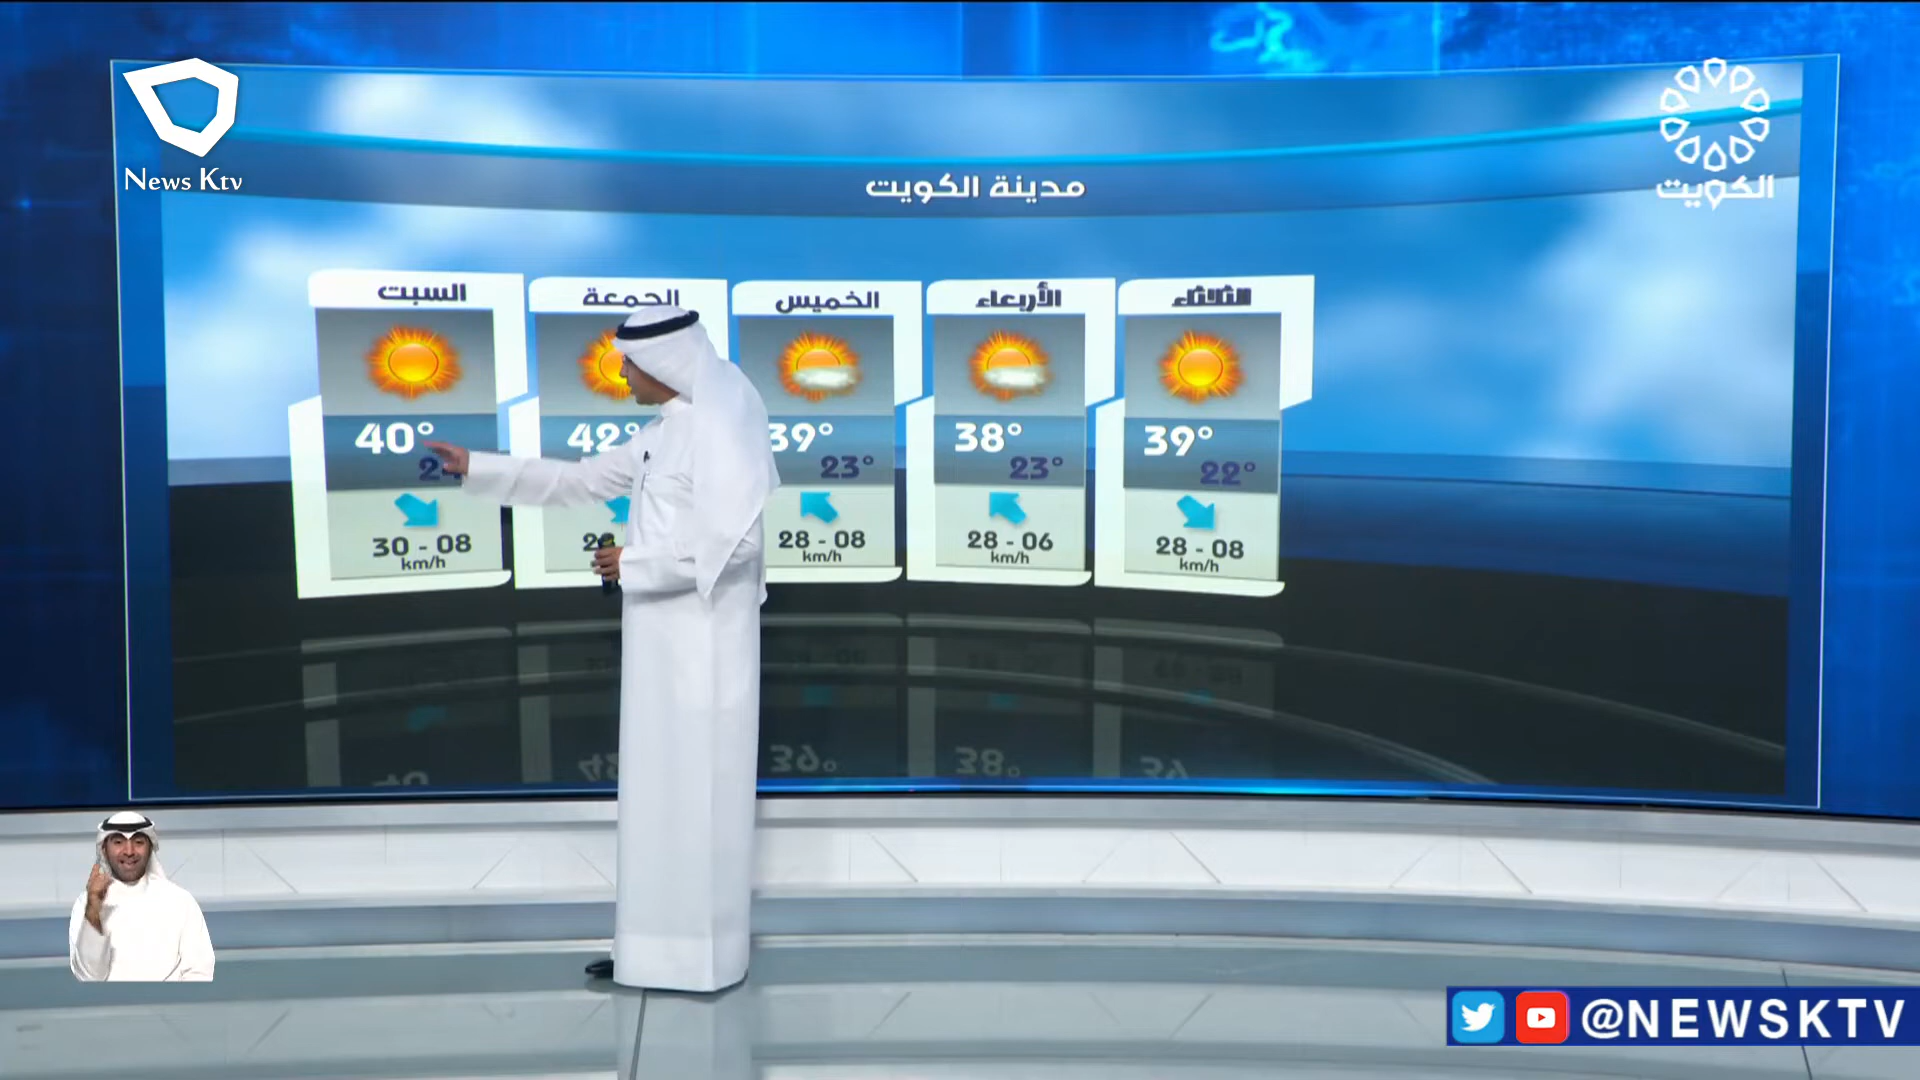 News Ktv
الكويت
مدينة الكويت
الثلاثاء
39°
22°
28 - 08
km/h
الأربعاء
38°
23°
28 - 06
km/h
الخميس
39°
23°
28 - 08
km/h
الجمعة
42°
السبت
40°
30 - 08
km/h
@NEWSKTV